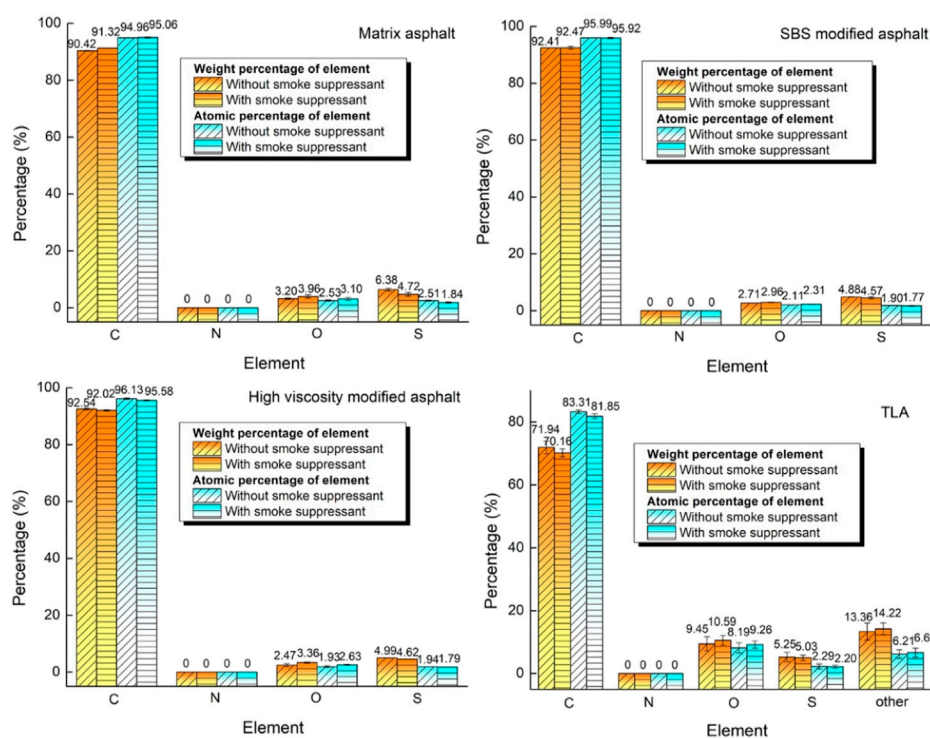 Matrix asphalt
Percentage (%)
100
80
60
40
20
0
90.42 91.32 94.96 95.06
Weight percentage of element
Without smoke suppressant
With smoke suppressant
Atomic percentage of element
Without smoke suppressant
With smoke suppressant
0 0 0 0
3.20 3.96 2.53 3.10
6.38 4.72 2.51 1.84
C N O S
Element
SBS modified asphalt
Percentage (%)
100
80
60
40
20
0
92.41 92.47 95.99 95.92
Weight percentage of element
Without smoke suppressant
With smoke suppressant
Atomic percentage of element
Without smoke suppressant
With smoke suppressant
0 0 0 0
2.71 2.96 2.11 2.31
4.88 4.57 1.90 1.77
C N O S
Element
High viscosity modified asphalt
Percentage (%)
100
80
60
40
20
0
92.54 92.02 96.13 95.58
Weight percentage of element
Without smoke suppressant
With smoke suppressant
Atomic percentage of element
Without smoke suppressant
With smoke suppressant
0 0 0 0
2.47 3.36 1.93 2.63
4.99 4.62 1.94 1.79
C N O S
Element
TLA
Percentage (%)
80
60
40
20
0
71.94 70.16 83.31 81.85
Weight percentage of element
Without smoke suppressant
With smoke suppressant
Atomic percentage of element
Without smoke suppressant
With smoke suppressant
0 0 0 0
9.45 10.59 8.19 9.26
5.25 5.03 2.29 2.20
13.36 14.22 6.21
C N O S other
Element